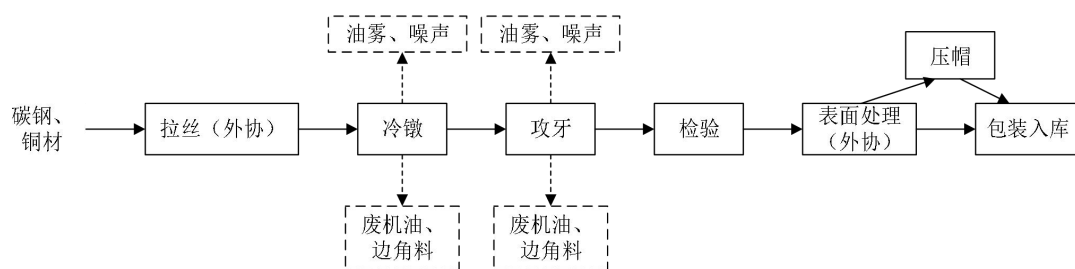 油雾、噪声
油雾、噪声
压帽
碳钢、
铜材
拉丝（外协）
冷镦
攻牙
检验
表面处理
（外协）
包装入库
废机油、
边角料
废机油、
边角料